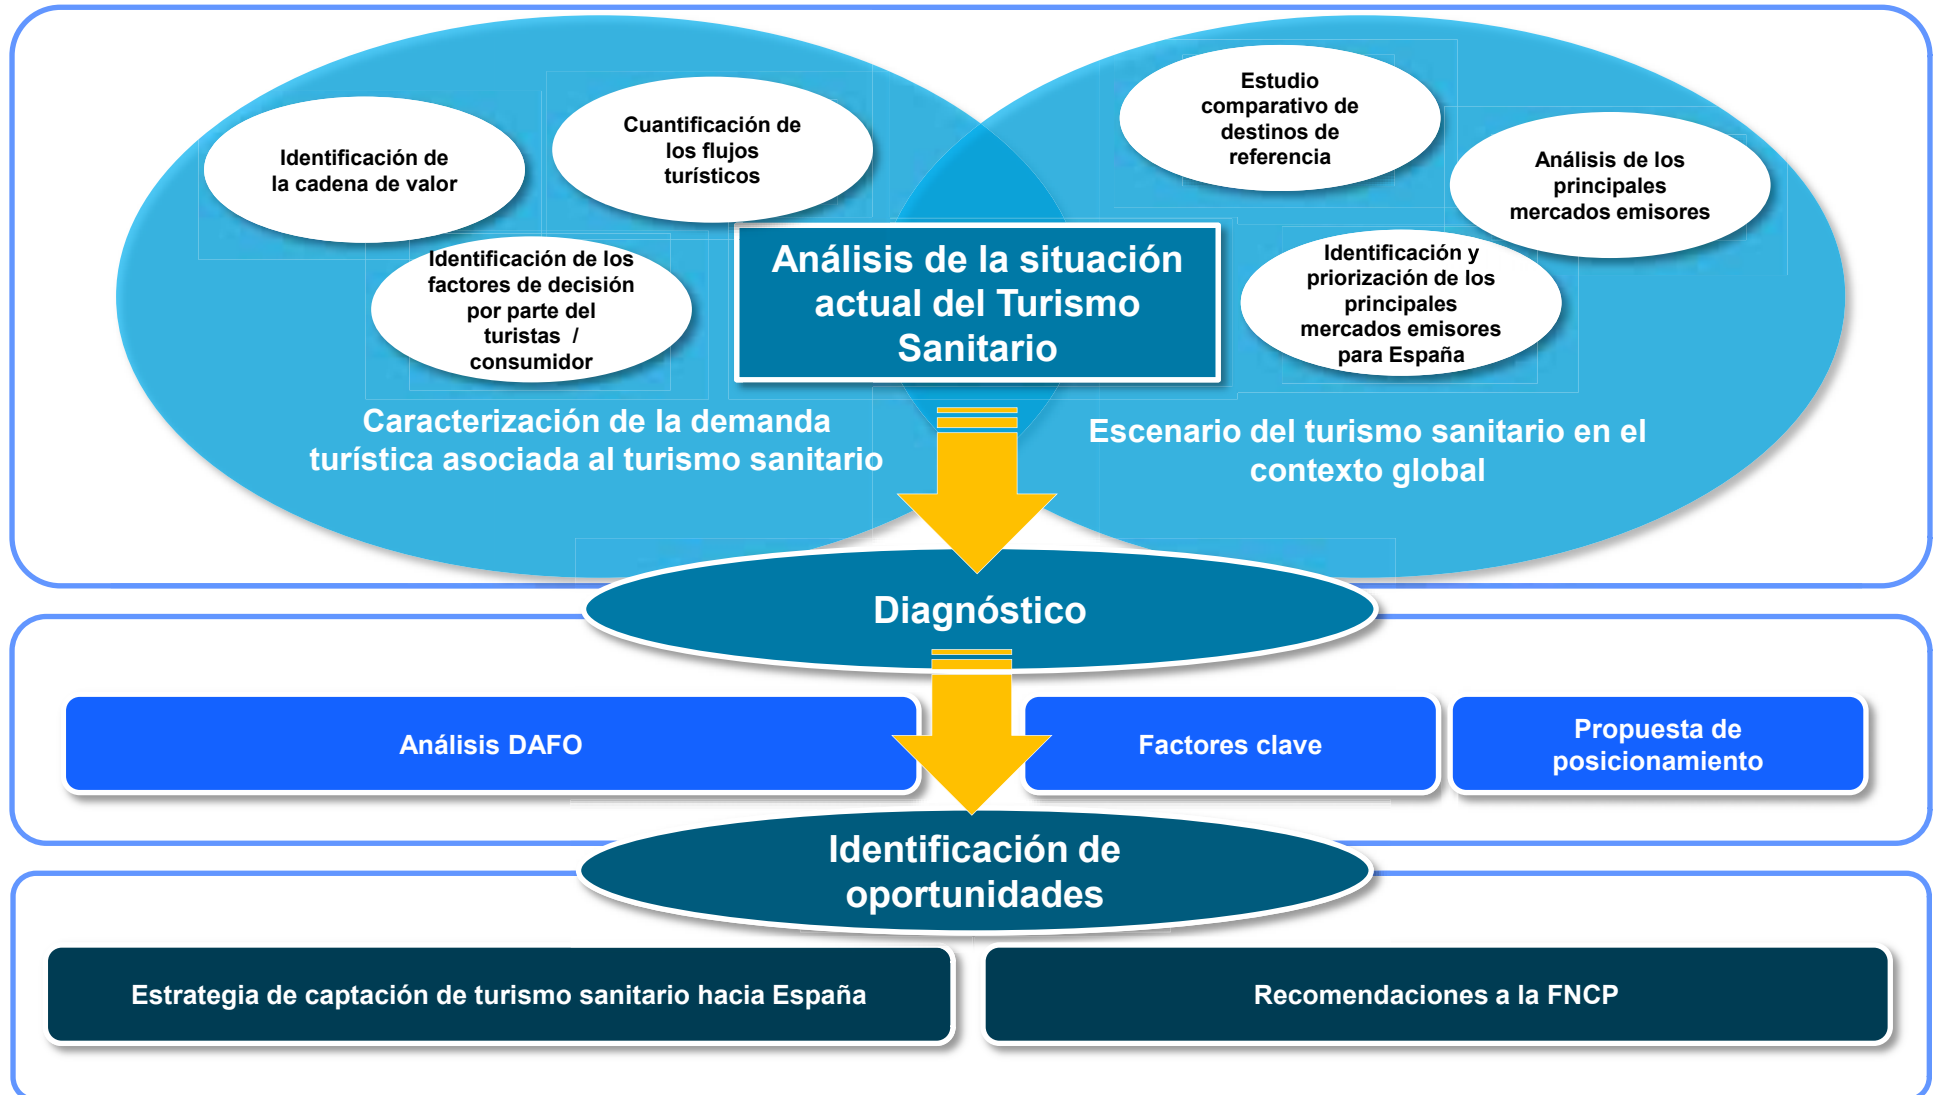 Identificación de
la cadena de valor
Cuantificación de
los flujos
turísticos
Identificación de los
factores de decisión
por parte del
turistas /
consumidor
Caracterización de la demanda
turística asociada al turismo sanitario
Análisis de la situación
actual del Turismo
Sanitario
Estudio
comparativo de
destinos de
referencia
Análisis de los
principales
mercados emisores
Identificación y
priorización de los
principales
mercados emisores
para España
Escenario del turismo sanitario en el
contexto global
Diagnóstico
Análisis DAFO
Factores clave
Propuesta de
posicionamiento
Identificación de
oportunidades
Estrategia de captación de turismo sanitario hacia España
Recomendaciones a la FNCP